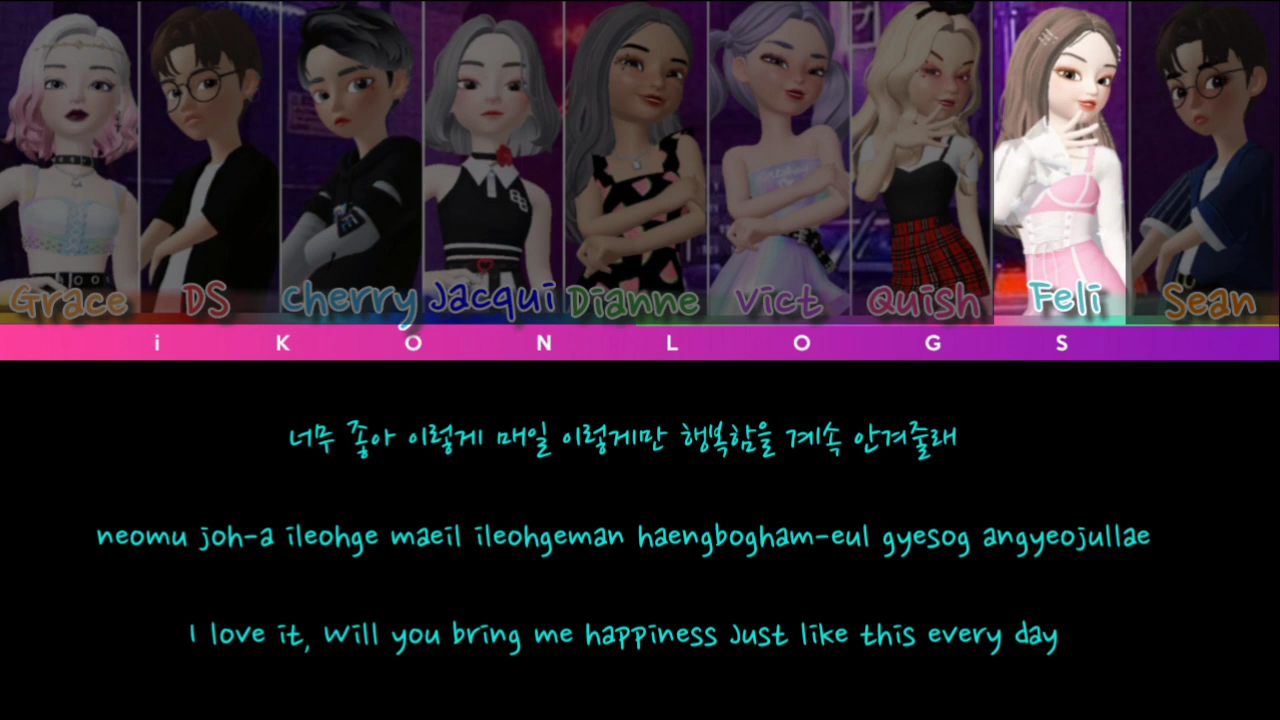 Grace DS Cherry Jacqui Dianne Vict Quish Feli Sean
i K O N L O G S
너무 좋아 이렇게 매일 이렇게만 행복함을 계속 안겨줄래
neomu joh-a ileohge maeil ileohgeman haengbogham-eul gyesog angyeojullae
I love it, Will you bring me happiness Just like this every day